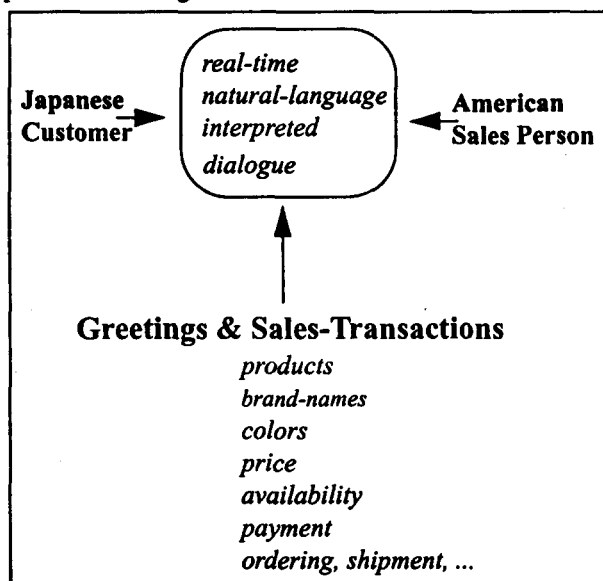 real-time
natural-language
interpreted
dialogue
Japanese
Customer
American
Sales Person
Greetings & Sales-Transactions
products
brand-names
colors
price
availability
payment
ordering, shipment, ...